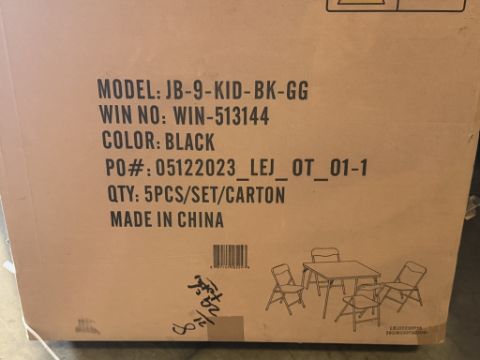 MODEL: JB-9-KID-BK-GG
WIN NO: WIN-513144
COLOR: BLACK
PO#: 05122023_LEJ_OT_01-1
QTY: 5PCS/SET/CARTON
MADE IN CHINA